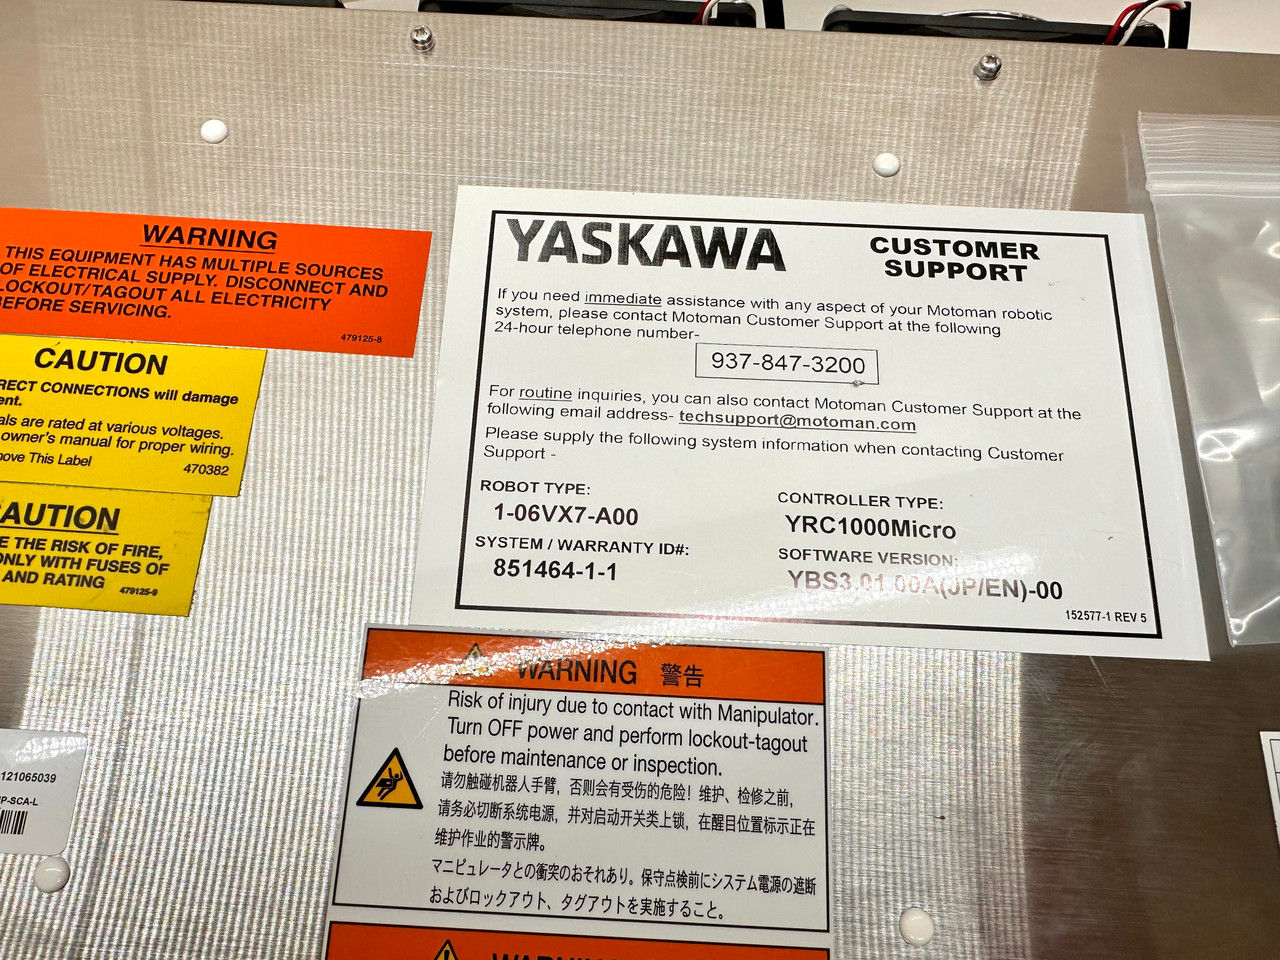 WARNING
THIS EQUIPMENT HAS MULTIPLE SOURCES
OF ELECTRICAL SUPPLY. DISCONNECT AND
LOCKOUT/TAGOUT ALL ELECTRICITY
BEFORE SERVICING.
479125-8
CAUTION
RECT CONNECTIONS will damage
ent.
als are rated at various voltages.
owner's manual for proper wiring.
nove This Label
470382
AUTION
E THE RISK OF FIRE,
ONLY WITH FUSES OF
AND RATING
479125-9
121065039
IP-SCA-L
YASKAWA
CUSTOMER
SUPPORT
If you need immediate assistance with any aspect of your Motoman robotic
system, please contact Motoman Customer Support at the following
24-hour telephone number-
937-847-3200
For routine inquiries, you can also contact Motoman Customer Support at the
following email address- techsupport@motoman.com
Please supply the following system information when contacting Customer
Support -
ROBOT TYPE:
1-06VX7-A00
SYSTEM / WARRANTY ID#:
851464-1-1
CONTROLLER TYPE:
YRC1000Micro
SOFTWARE VERSION:
YBS3.01.00A(JP/EN)-00
152577-1 REV 5
WARNING 警告
Risk of injury due to contact with Manipulator.
Turn OFF power and perform lockout-tagout
before maintenance or inspection.
请勿触碰机器人手臂，否则会有受伤的危险！维护、检修之前，
请务必切断系统电源，并对启动开关类上锁，在醒目位置标示正在
维护作业的警示牌。
マニピュレータとの衝突のおそれあり。保守点検前にシステム電源の遮断
およびロックアウト、タグアウトを実施すること。
WARNING